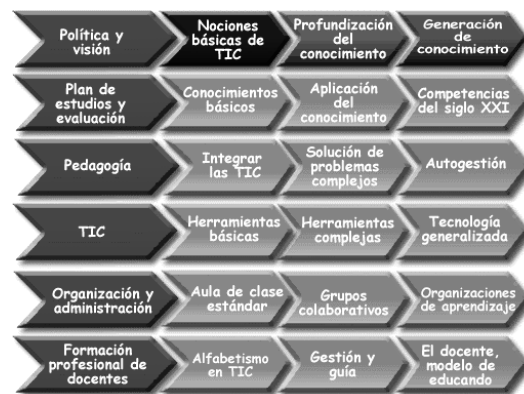 Política y
visión
Nociones
básicas de
TIC
Profundización
del
conocimiento
Generación
de
conocimiento
Plan de
estudios y
evaluación
Conocimientos
básicos
Aplicación
del
conocimiento
Competencias
del siglo XXI
Pedagogía
Integrar
las TIC
Solución de
problemas
complejos
Autogestión
TIC
Herramientas
básicas
Herramientas
complejas
Tecnología
generalizada
Organización y
administración
Aula de clase
estándar
Grupos
colaborativos
Organizaciones
de aprendizaje
Formación
profesional de
docentes
Alfabetismo
en TIC
Gestión y
guía
El docente,
modelo de
educando